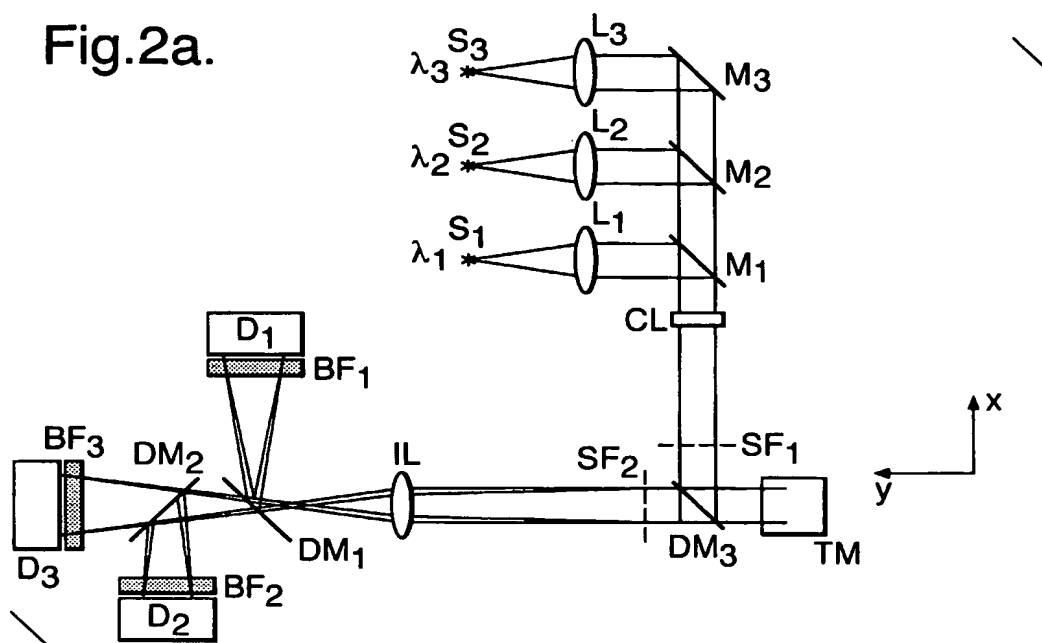 Fig.2a.
L₃
S₃
λ₃
M₃
L₂
S₂
λ₂
M₂
L₁
S₁
λ₁
M₁
CL
D₁
BF₁
x
BF₃
DM₂
IL
SF₂
SF₁
y
D₃
DM₁
DM₃
TM
BF₂
D₂